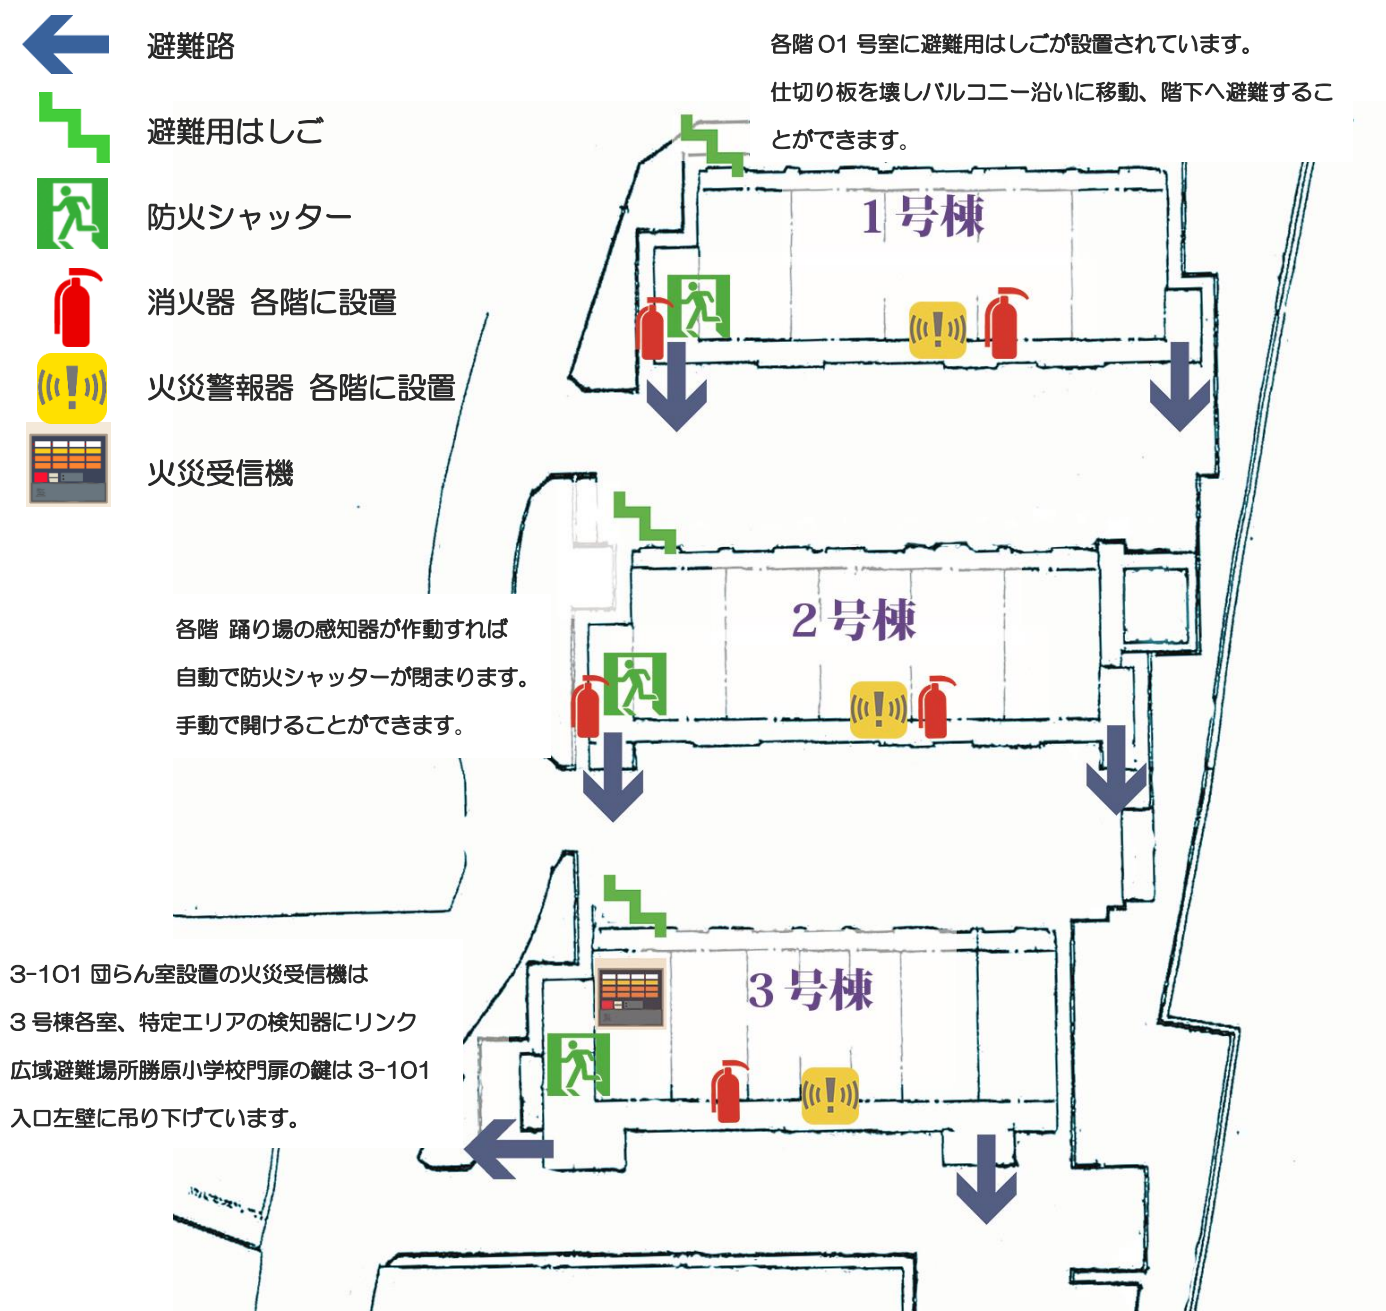 避難路
避難用はしご
防火シャッター
消火器 各階に設置
火災警報器 各階に設置
火災受信機
各階 01 号室に避難用はしごが設置されています。
仕切り板を壊しバルコニー沿いに移動、階下へ避難するこ
とができます。
1号棟
2号棟
各階 踊り場の感知器が作動すれば
自動で防火シャッターが閉まります。
手動で開けることができます。
3号棟
3-101 団らん室設置の火災受信機は
3 号棟各室、特定エリアの検知器にリンク
広域避難場所勝原小学校門扉の鍵は 3-101
入口左壁に吊り下げています。